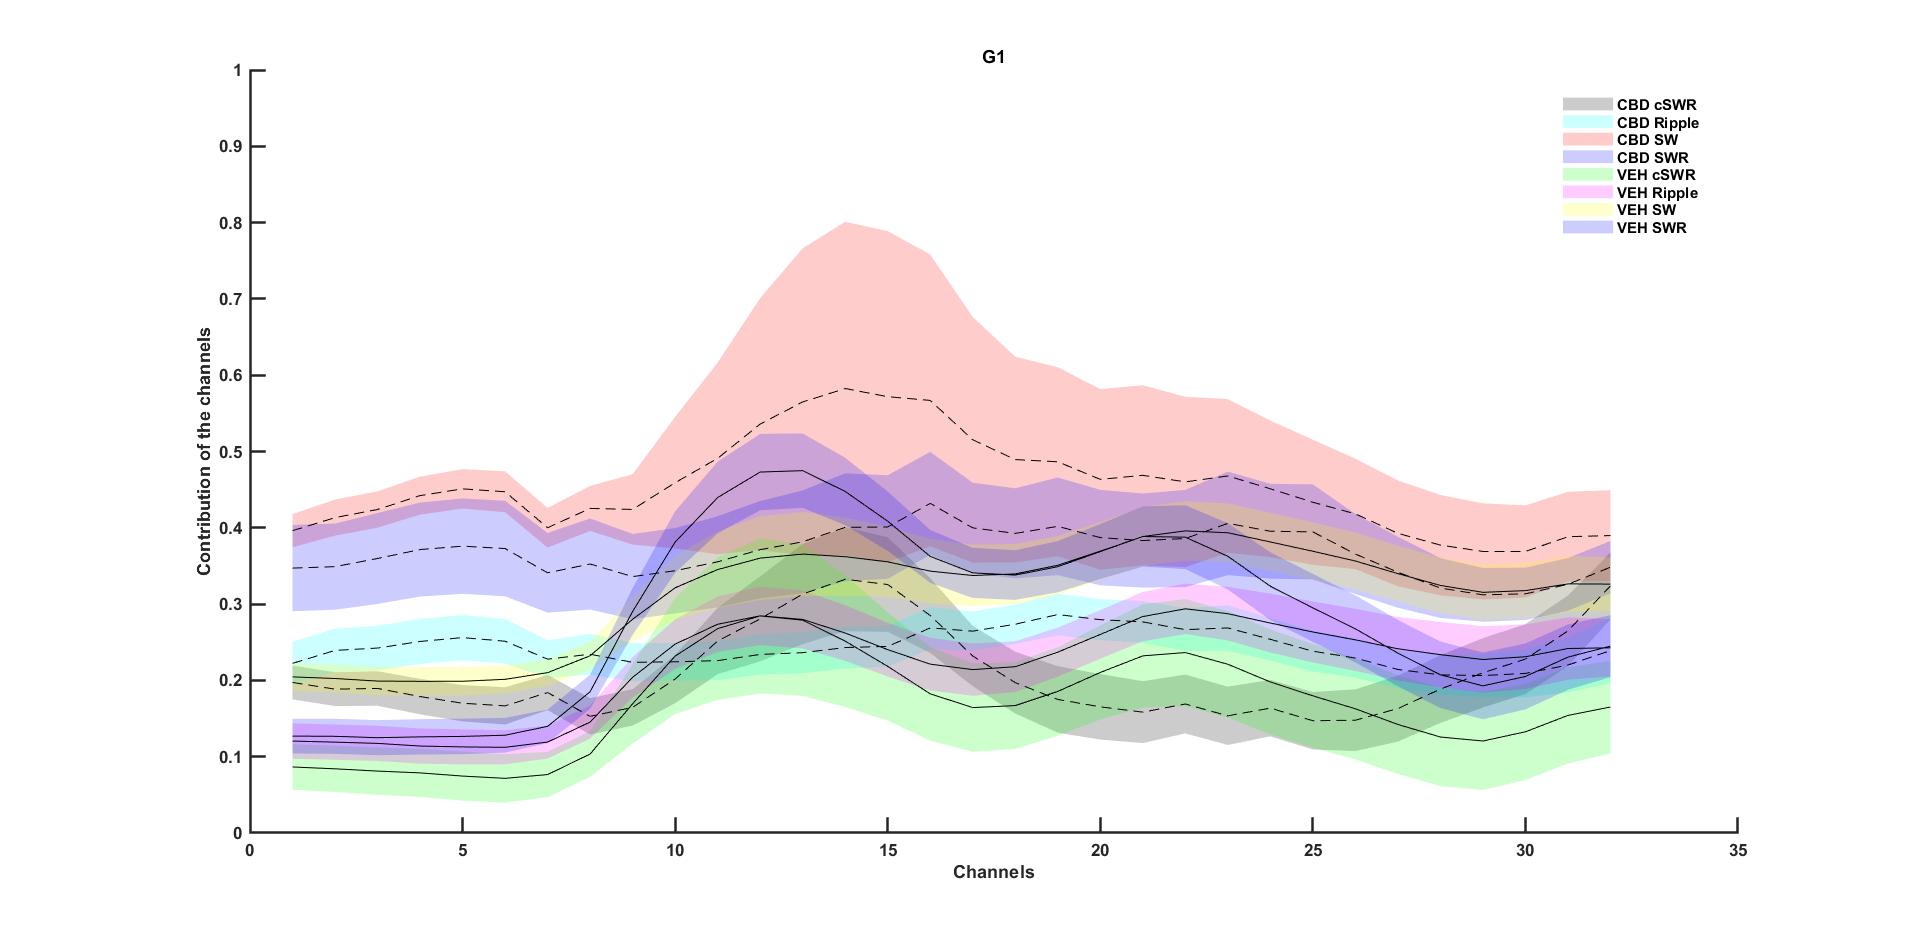 G1
1
0.9
0.8
0.7
0.6
0.5
0.4
0.3
0.2
0.1
0
Contribution of the channels
CBD cSWR
CBD Ripple
CBD SW
CBD SWR
VEH cSWR
VEH Ripple
VEH SW
VEH SWR
0 5 10 15 20 25 30 35
Channels